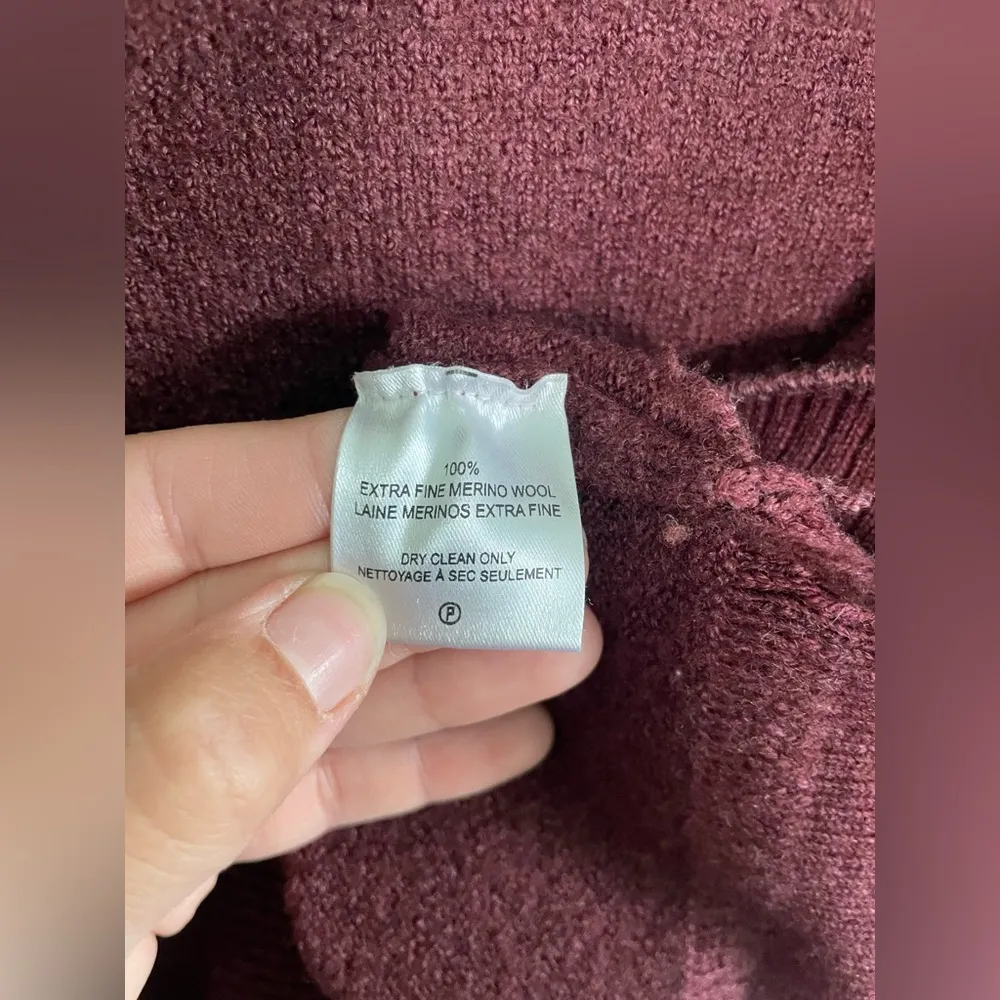 100%
EXTRA FINE MERINO WOOL
LAINE MERINOS EXTRA FINE
DRY CLEAN ONLY
NETTOYAGE À SEC SEULEMENT
P